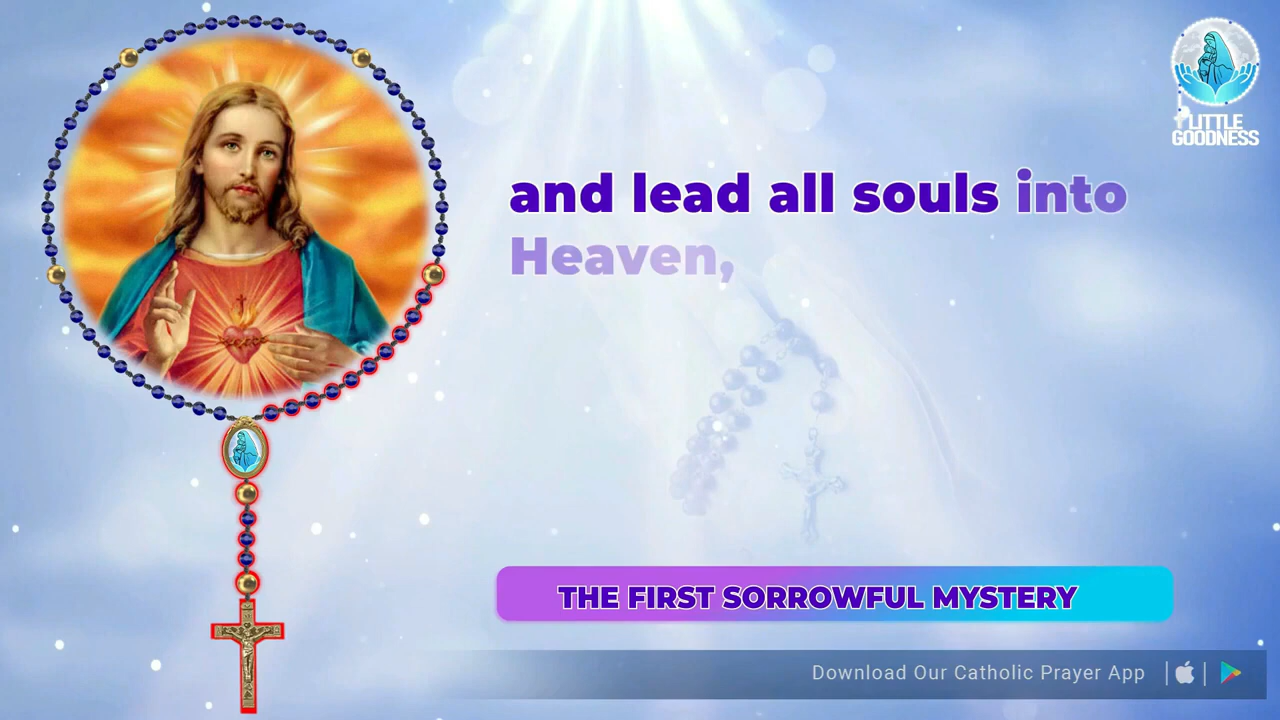 LITTLE
GOODNESS
and lead all souls into
Heaven,
THE FIRST SORROWFUL MYSTERY
Download Our Catholic Prayer App